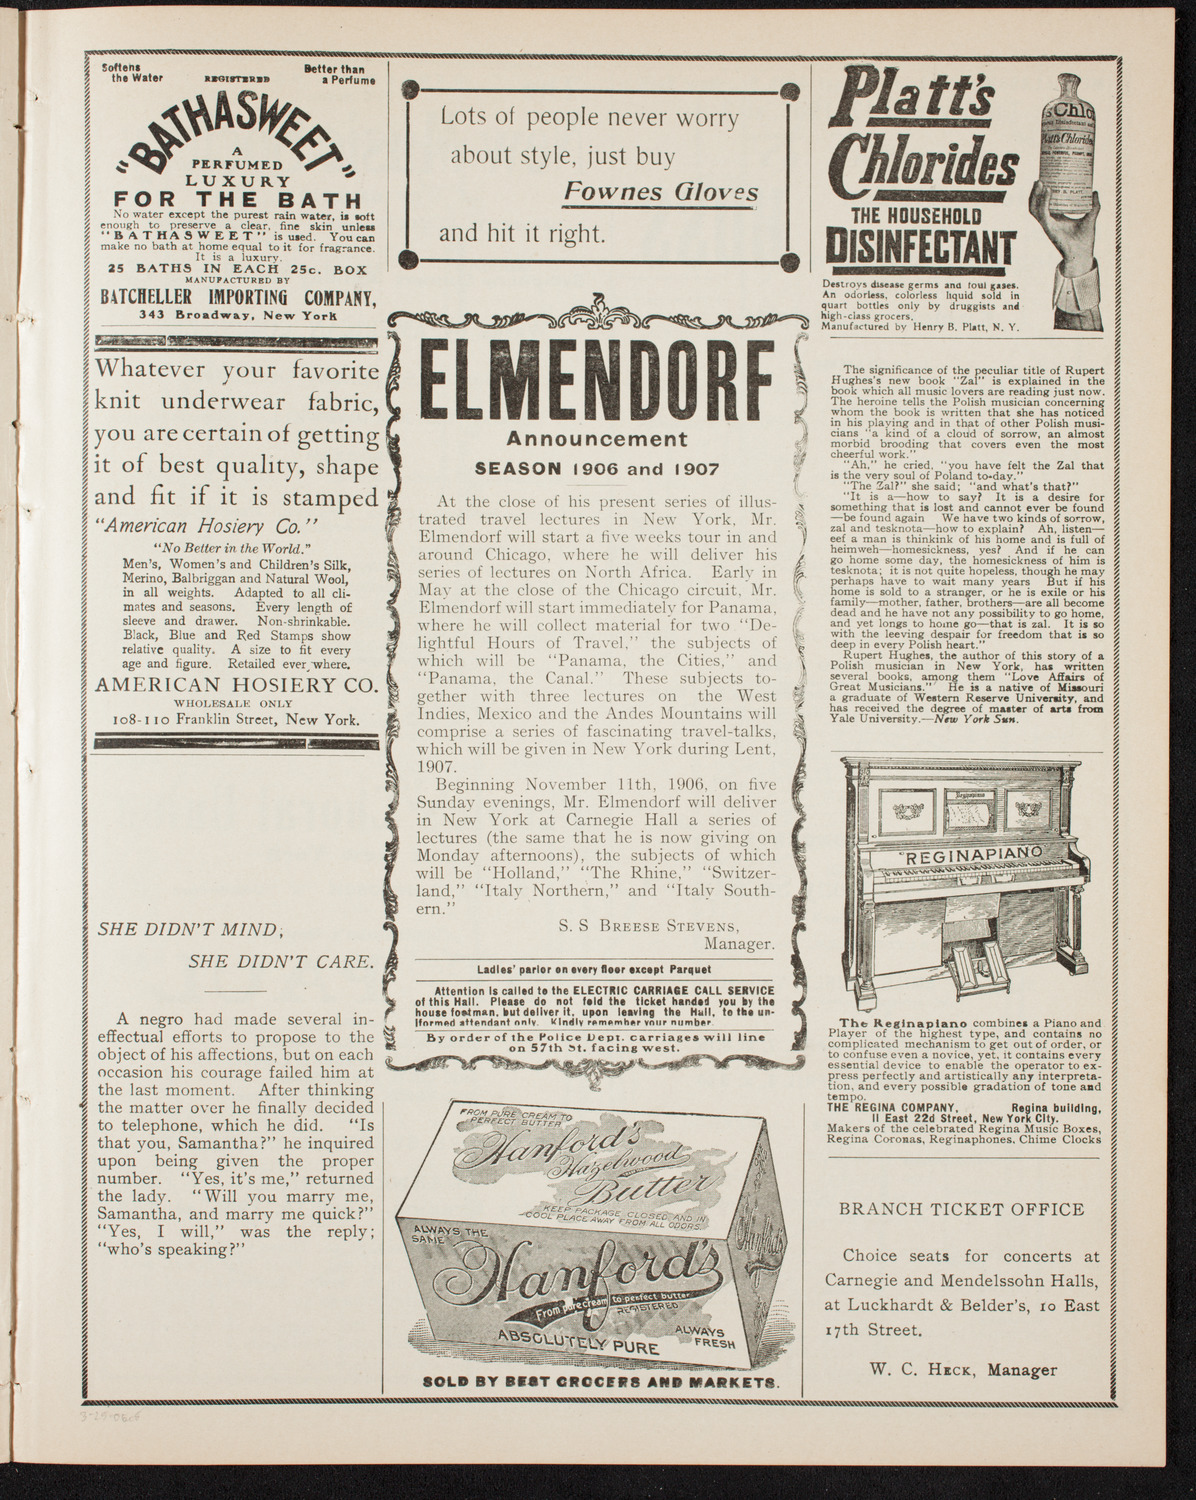 Softens
the Water
REGISTERED
Better than
a Perfume
"BATHASWEET"
A
PERFUMED
LUXURY
FOR THE BATH
No water except the purest rain water, is soft
enough to preserve a clear, fine skin unless
"BATHASWEET" is used. You can
make no bath at home equal to it for fragrance.
It is a luxury.
25 BATHS IN EACH 25c. BOX
MANUFACTURED BY
BATCHELLER IMPORTING COMPANY,
343 Broadway, New York
Whatever your favorite
knit underwear fabric,
you are certain of getting
it of best quality, shape
and fit if it is stamped
"American Hosiery Co."
"No Better in the World."
Men's, Women's and Children's Silk,
Merino, Balbriggan and Natural Wool,
in all weights. Adapted to all cli-
mates and seasons. Every length of
sleeve and drawer. Non-shrinkable.
Black, Blue and Red Stamps show
relative quality. A size to fit every
age and figure. Retailed everywhere.
AMERICAN HOSIERY CO.
WHOLESALE ONLY
108-110 Franklin Street, New York.
SHE DIDN'T MIND;
SHE DIDN'T CARE.
A negro had made several in-
effectual efforts to propose to the
object of his affections, but on each
occasion his courage failed him at
the last moment. After thinking
the matter over he finally decided
to telephone, which he did. "Is
that you, Samantha?" he inquired
upon being given the proper
number. "Yes, it's me," returned
the lady. "Will you marry me,
Samantha, and marry me quick?"
"Yes, I will," was the reply;
"who's speaking?"
Lots of people never worry
about style, just buy
Fownes Gloves
and hit it right.
ELMENDORF
Announcement
SEASON 1906 and 1907
At the close of his present series of illus-
trated travel lectures in New York, Mr.
Elmendorf will start a five weeks tour in and
around Chicago, where he will deliver his
series of lectures on North Africa. Early in
May at the close of the Chicago circuit, Mr.
Elmendorf will start immediately for Panama,
where he will collect material for two "De-
lightful Hours of Travel," the subjects of
which will be "Panama, the Cities," and
"Panama, the Canal." These subjects to-
gether with three lectures on the West
Indies, Mexico and the Andes Mountains will
comprise a series of fascinating travel-talks,
which will be given in New York during Lent,
1907.
Beginning November 11th, 1906, on five
Sunday evenings, Mr. Elmendorf will deliver
in New York at Carnegie Hall a series of
lectures (the same that he is now giving on
Monday afternoons), the subjects of which
will be "Holland," "The Rhine," "Switzer-
land," "Italy Northern," and "Italy South-
ern."
S. S BREESE STEVENS,
Manager.
Ladies' parlor on every floor except Parquet
Attention is called to the ELECTRIC CARRIAGE CALL SERVICE
of this Hall. Please do not fold the ticket handed you by the
house footman, but deliver it, upon leaving the Hall, to the un-
iformed attendant only. Kindly remember your number.
By order of the Police Dept. carriages will line
on 57th St. facing west.
FROM PURE CREAM TO
PERFECT BUTTER
Hanford's
Hazelwood
Butter
KEEP PACKAGE CLOSED AND IN
COOL PLACE AWAY FROM ALL ODORS.
ALWAYS THE
SAME
Hanford's
From pure cream to perfect butter
REGISTERED
ABSOLUTELY PURE
ALWAYS
FRESH
Hanford's
SOLD BY BEST GROCERS AND MARKETS.
Platt's
Chlorides
THE HOUSEHOLD
DISINFECTANT
Destroys disease germs and foul gases.
An odorless, colorless liquid sold in
quart bottles only by druggists and
high-class grocers,
Manufactured by Henry B. Platt, N. Y.
The significance of the peculiar title of Rupert
Hughes's new book "Zal" is explained in the
book which all music lovers are reading just now.
The heroine tells the Polish musician concerning
whom the book is written that she has noticed
in his playing and in that of other Polish musi-
cians "a kind of a cloud of sorrow, an almost
morbid brooding that covers even the most
cheerful work."
"Ah," he cried, "you have felt the Zal that
is the very soul of Poland to-day."
"The Zal?" she said; "and what's that?"
"It is a—how to say? It is a desire for
something that is lost and cannot ever be found
—be found again We have two kinds of sorrow,
zal and tesknota—how to explain? Ah, listen—
eef a man is thinkink of his home and is full of
heimweh—homesickness, yes? And if he can
go home some day, the homesickness of him is
tesknota; it is not quite hopeless, though he may
perhaps have to wait many years But if his
home is sold to a stranger, or he is exile or his
family—mother, father, brothers—are all become
dead and he have not any possibility to go home,
and yet longs to home go—that is zal. It is so
with the leeving despair for freedom that is so
deep in every Polish heart."
Rupert Hughes, the author of this story of a
Polish musician in New York, has written
several books, among them "Love Affairs of
Great Musicians." He is a native of Missouri
a graduate of Western Reserve University, and
has received the degree of master of arts from
Yale University.—New York Sun.
"REGINAPIANO"
The Reginapiano combines a Piano and
Player of the highest type, and contains no
complicated mechanism to get out of order, or
to confuse even a novice, yet, it contains every
essential device to enable the operator to ex-
press perfectly and artistically any interpreta-
tion, and every possible gradation of tone and
tempo.
THE REGINA COMPANY, Regina building,
11 East 22d Street, New York City.
Makers of the celebrated Regina Music Boxes,
Regina Coronas, Reginaphones, Chime Clocks
BRANCH TICKET OFFICE
Choice seats for concerts at
Carnegie and Mendelssohn Halls,
at Luckhardt & Belder's, 10 East
17th Street.
W. C. HECK, Manager